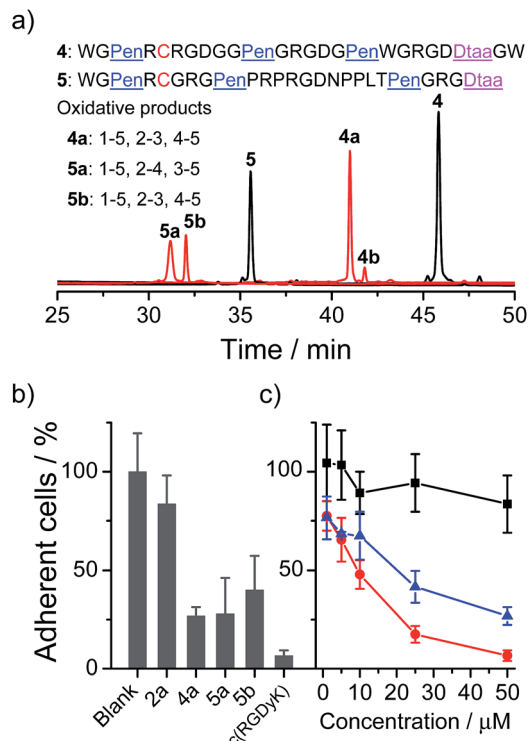 a)
4: WGPenRCRGDGGPenGRGDGPenWGRGDDtaaGW
5: WGPenRCGRGPenPRPRGDNPPLTPenGRGDtaa
Oxidative products
4a: 1-5, 2-3, 4-5
5a: 1-5, 2-4, 3-5
5b: 1-5, 2-3, 4-5
5a
5b
5
4a
4b
4
25 30 35 40 45 50
Time / min
b)
Adherent cells / %
100
50
0
Blank
2a
4a
5a
5b
c(RGDyK)
c)
100
50
0 10 20 30 40 50
Concentration / μM